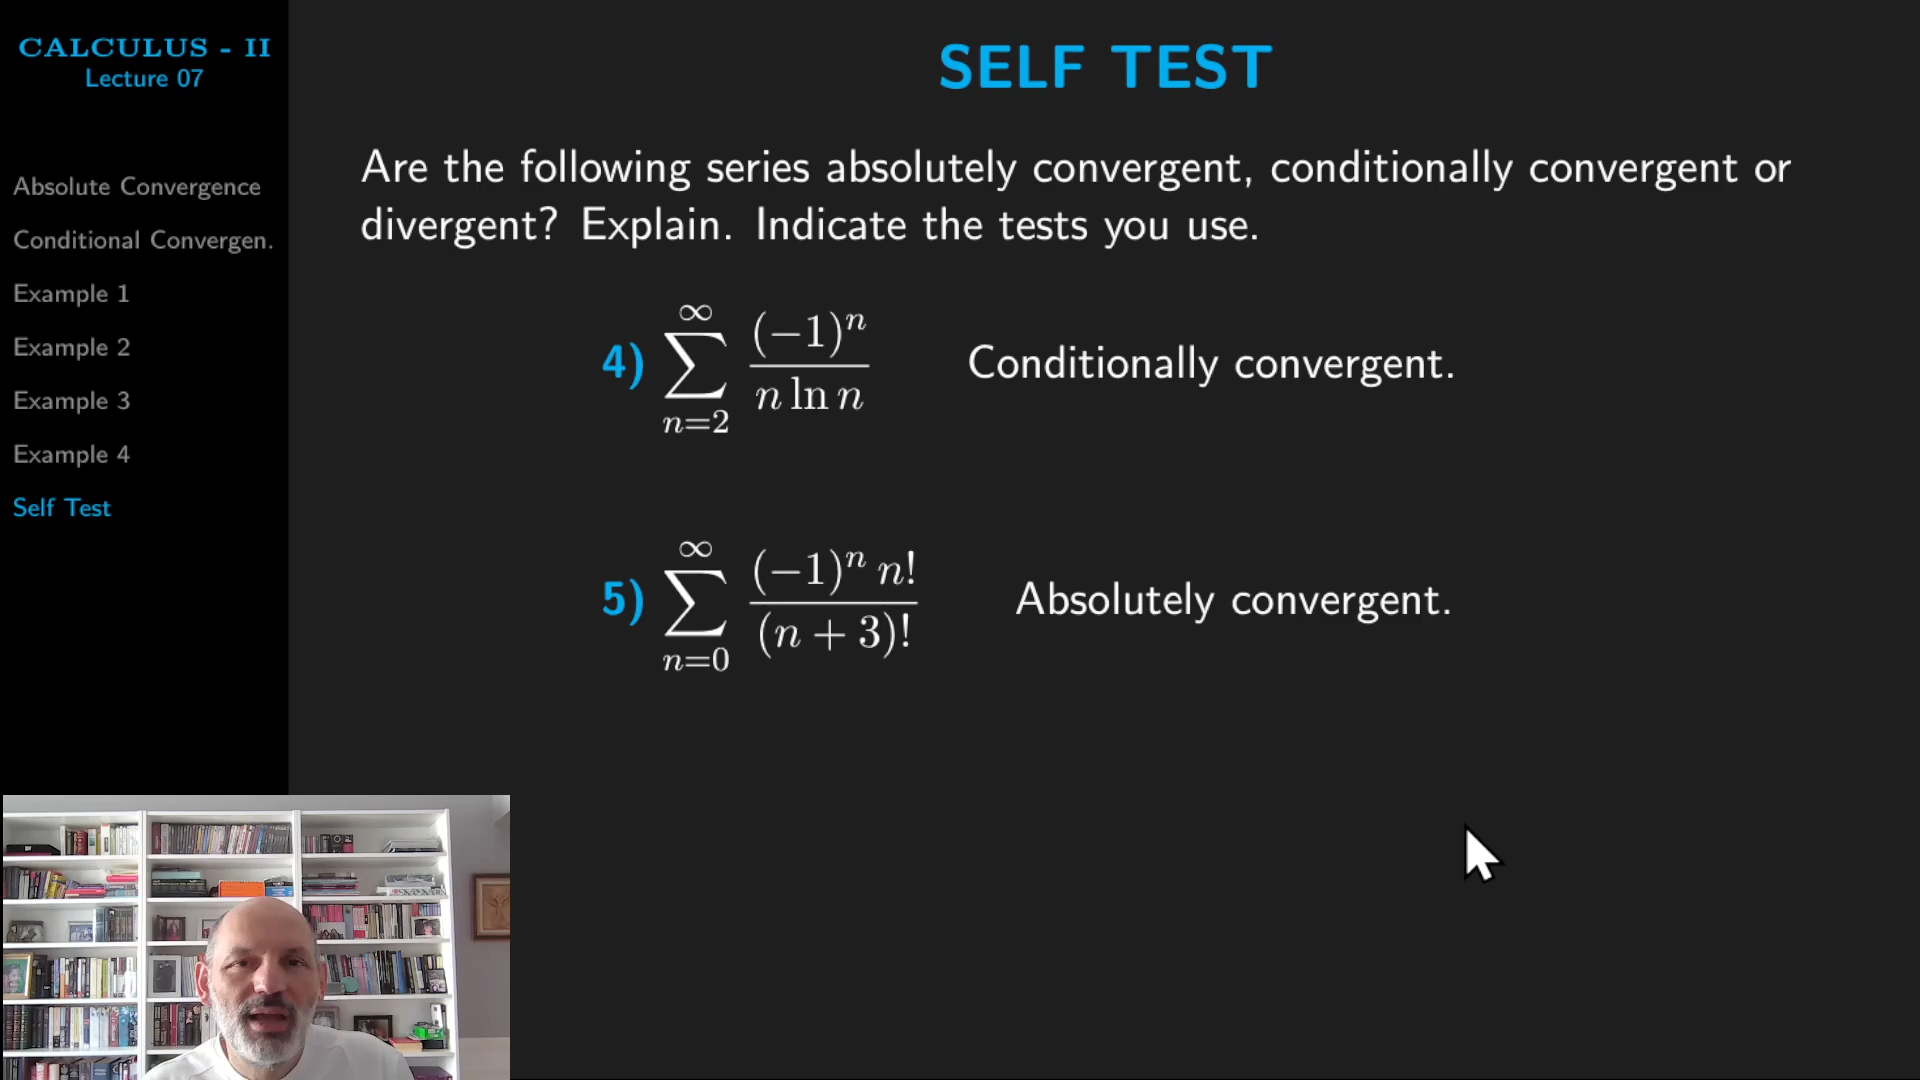 CALCULUS - II
Lecture 07
Absolute Convergence
Conditional Convergen.
Example 1
Example 2
Example 3
Example 4
Self Test
SELF TEST
Are the following series absolutely convergent, conditionally convergent or
divergent? Explain. Indicate the tests you use.
4) ∑_{n=2}^{∞} (−1)^n / (n ln n) Conditionally convergent.
5) ∑_{n=0}^{∞} (−1)^n n! / (n + 3)! Absolutely convergent.